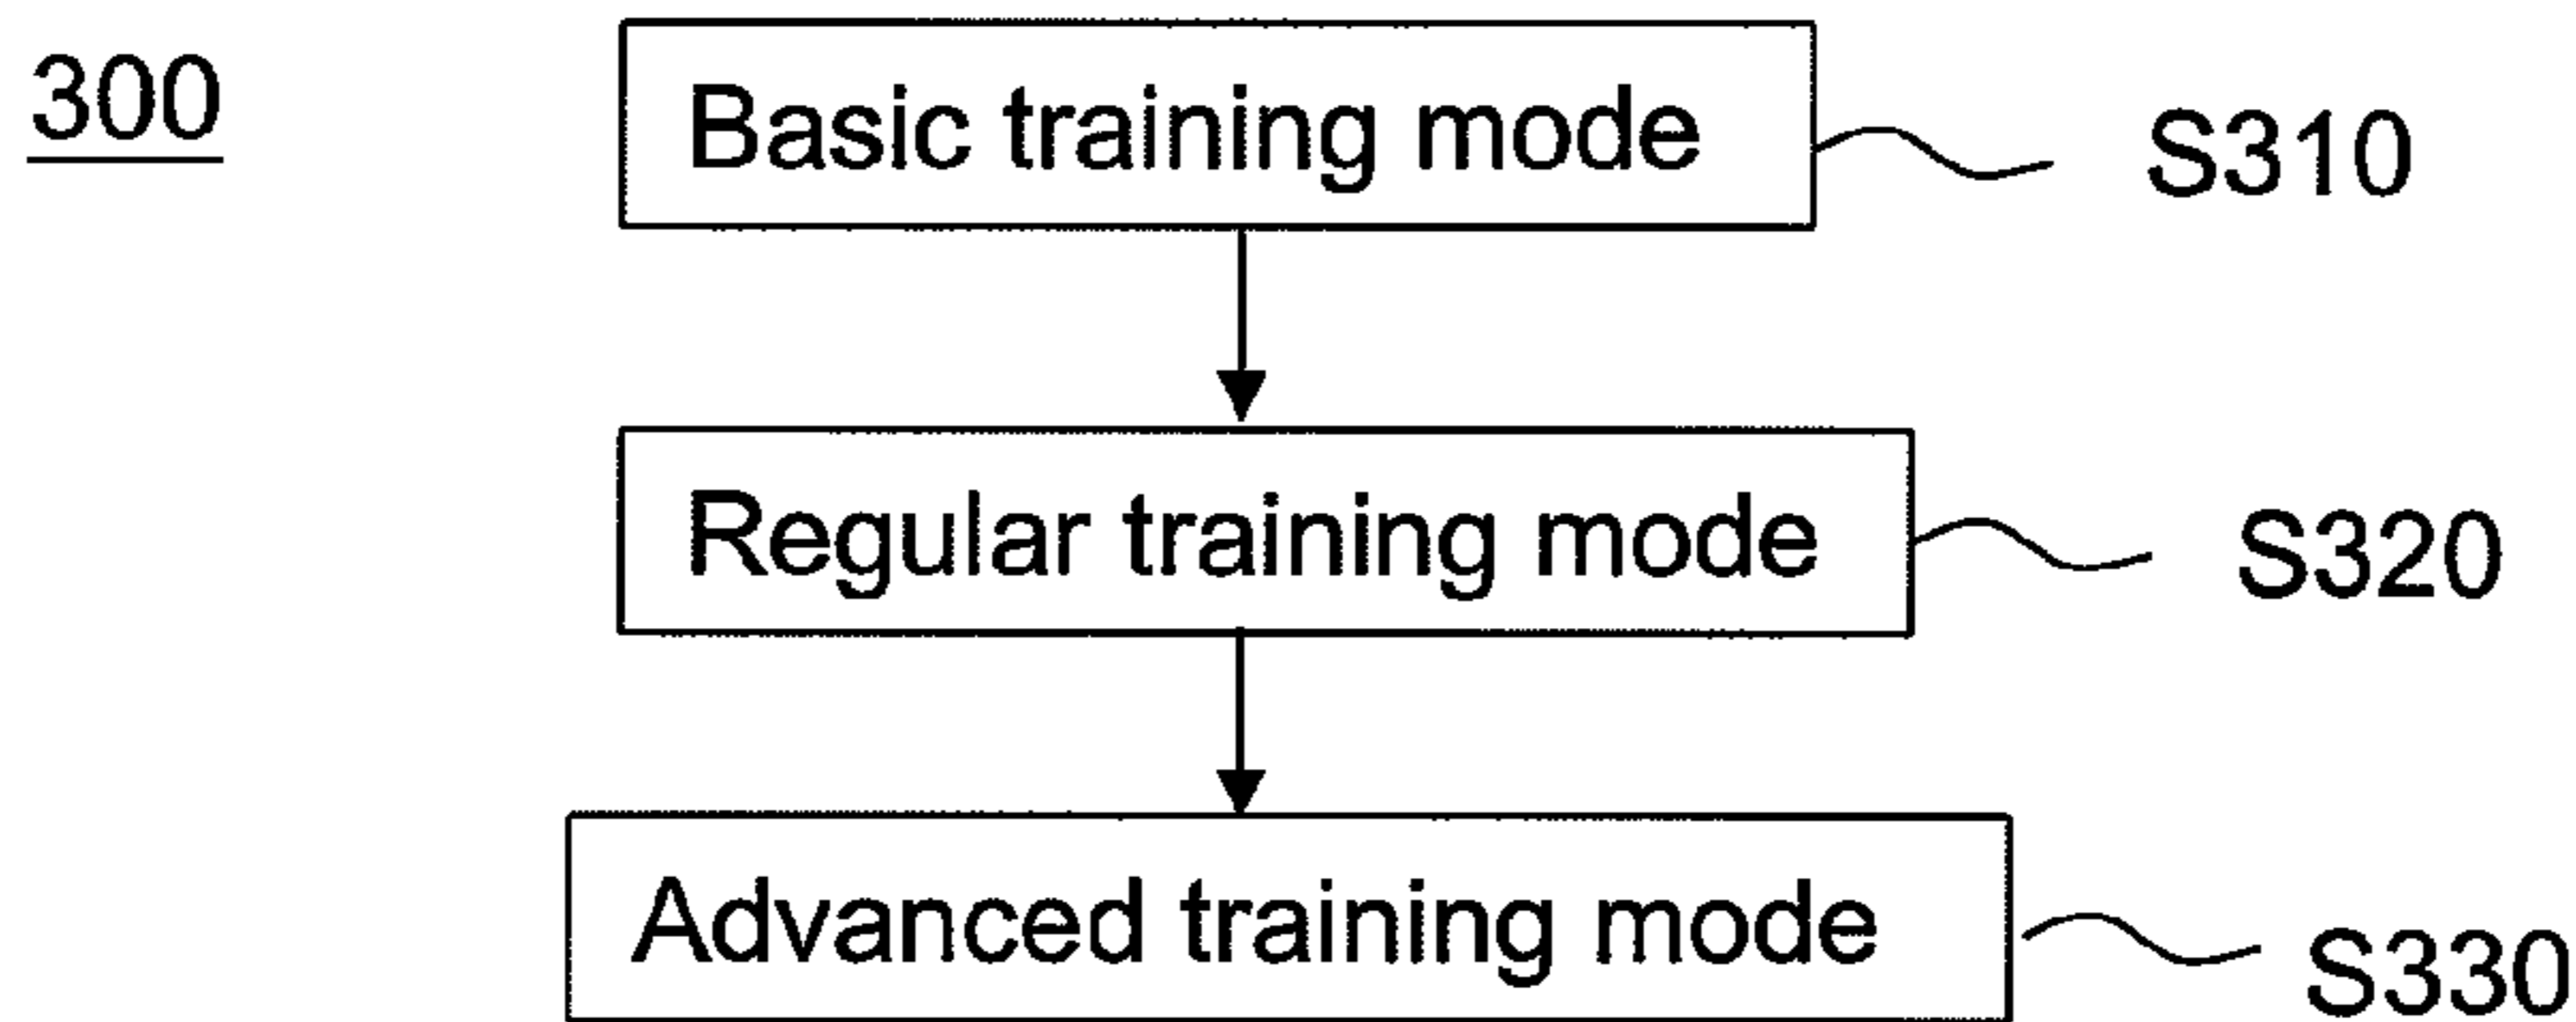 300
Basic training mode
S310
Regular training mode
S320
Advanced training mode
S330